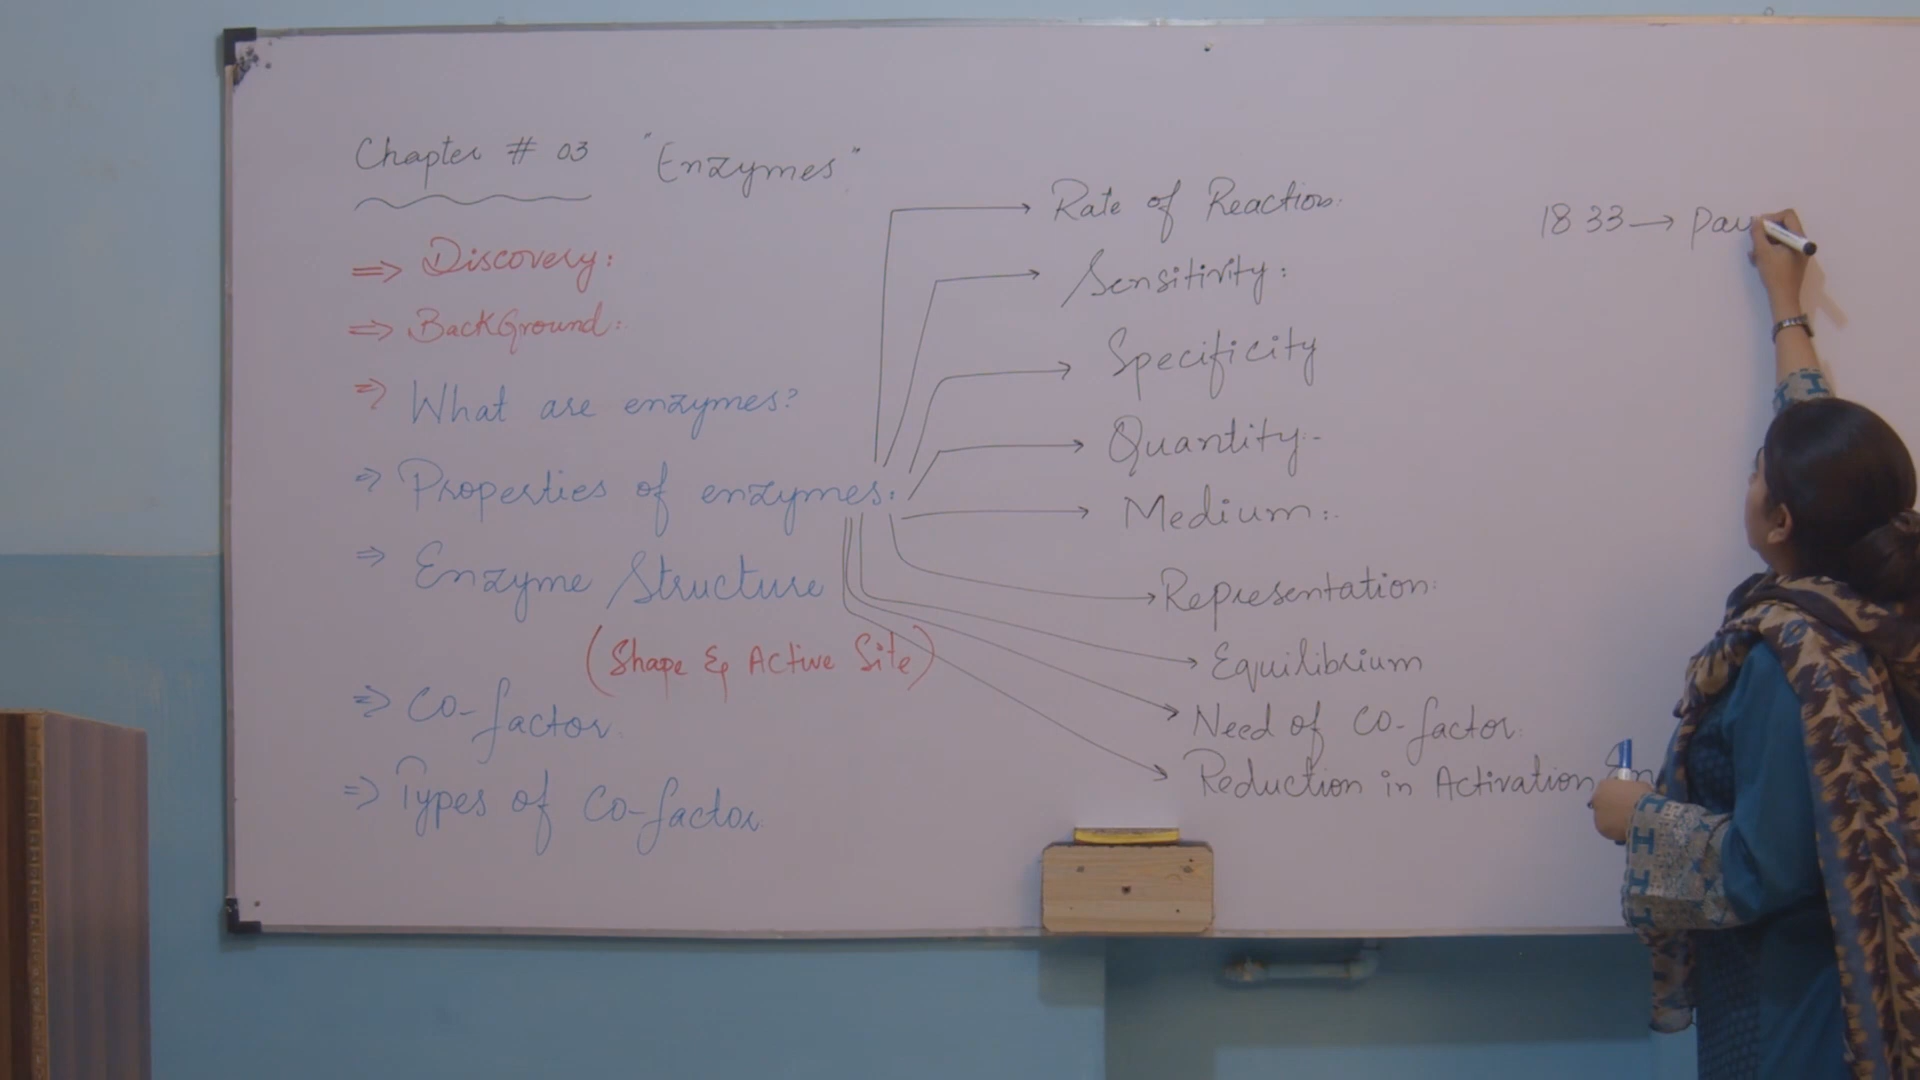 Chapter # 03 "Enzymes"
⇒ Discovery:
⇒ BackGround:
⇒ What are enzymes?
⇒ Properties of enzymes:
⇒ Enzyme Structure
(Shape & Active Site)
⇒ Co-factor.
⇒ Types of Co-factor.
→ Rate of Reaction.
→ Sensitivity:
→ Specificity
→ Quantity:-
→ Medium:.
→ Representation:
→ Equilibrium
→ Need of Co-factor.
→ Reduction in Activation
1833 → Pay